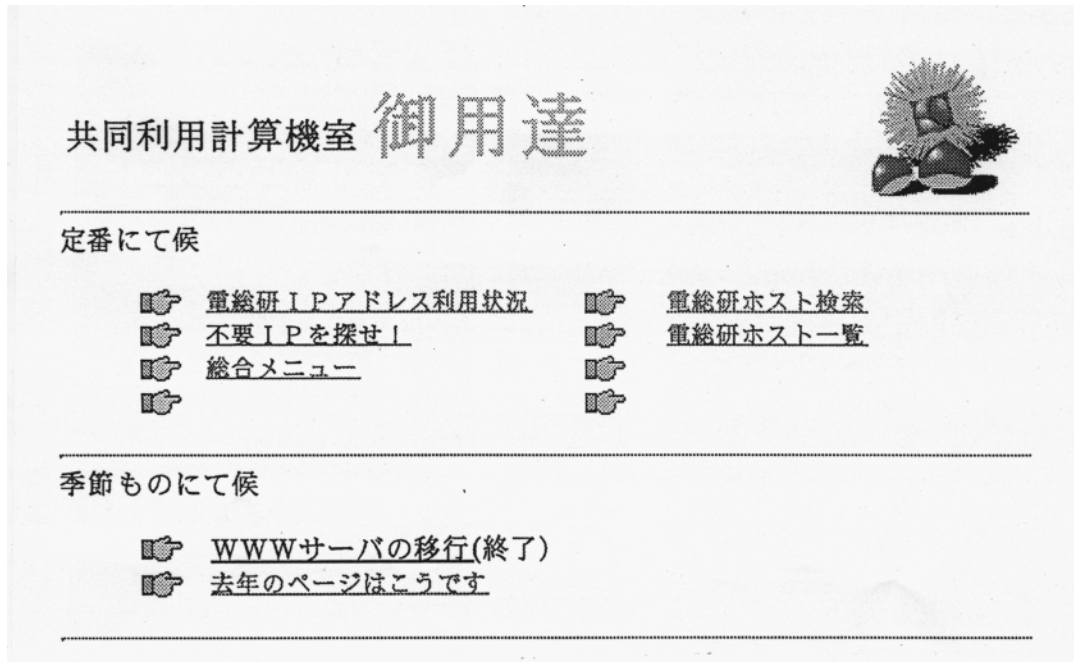 共同利用計算機室 御用達
定番にて候
電総研ＩＰアドレス利用状況 電総研ホスト検索
不要ＩＰを探せ！ 電総研ホスト一覧
総合メニュー
季節ものにて候
ＷＷＷサーバの移行(終了)
去年のページはこうです